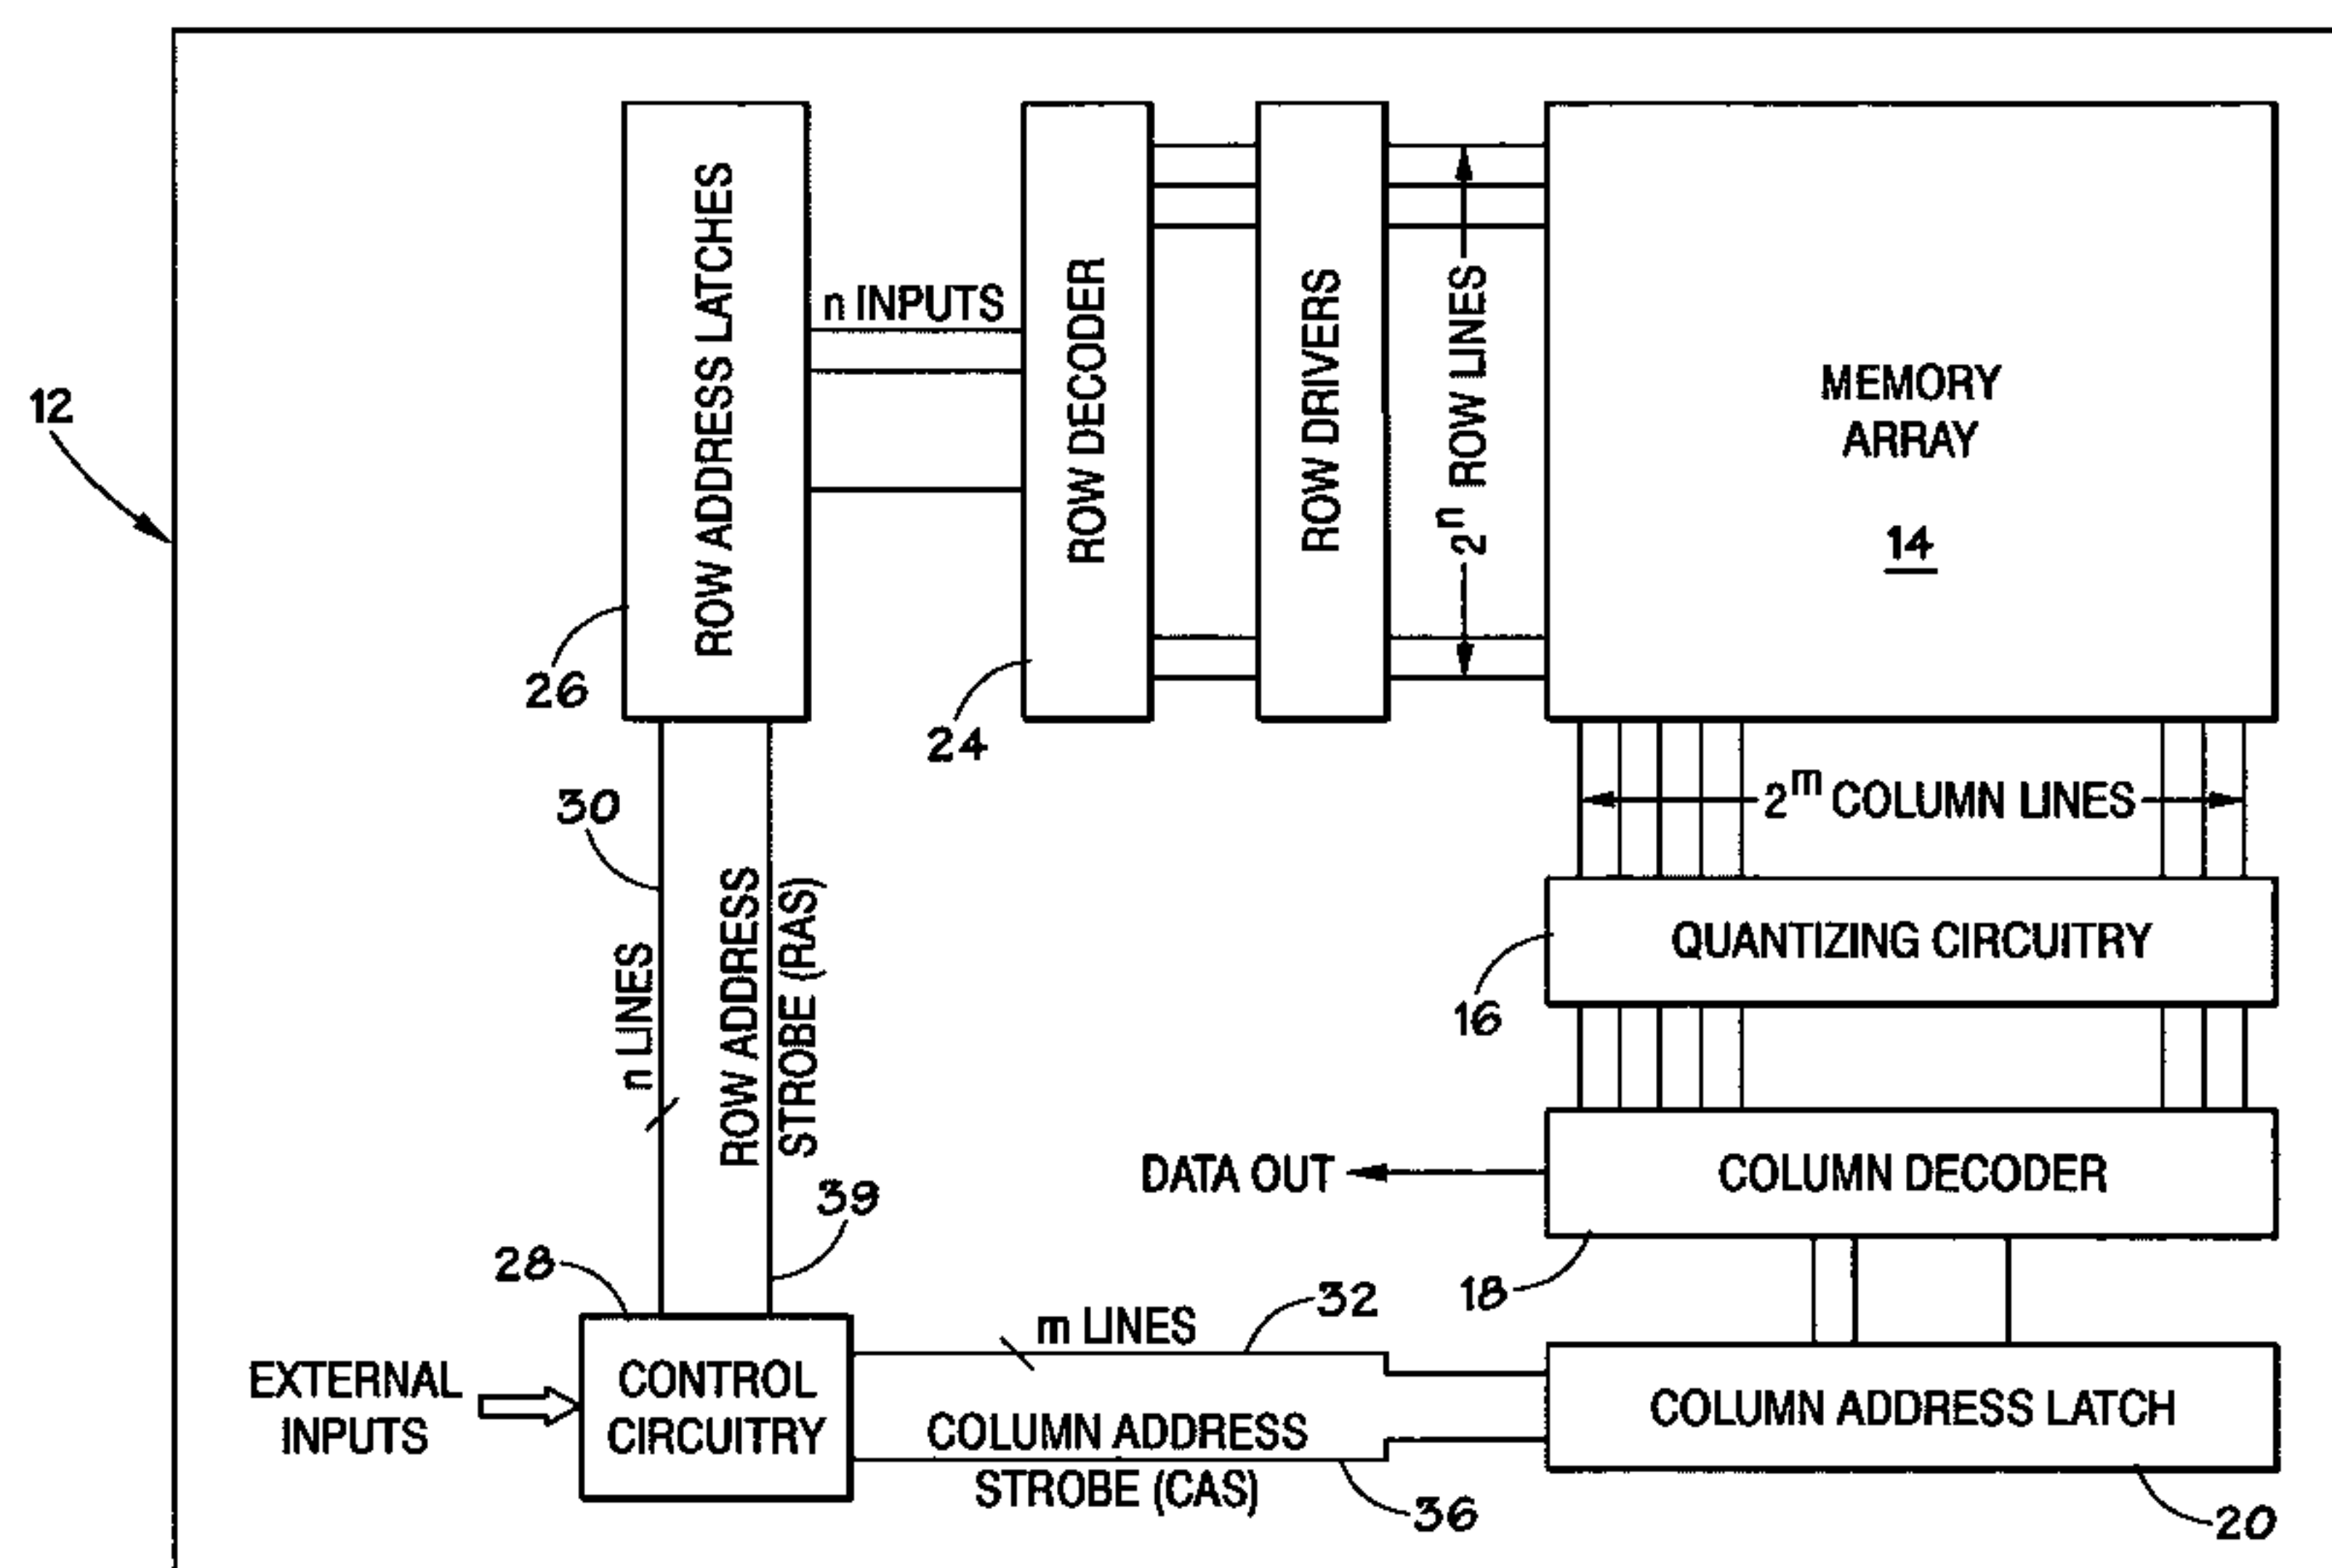 12
ROW ADDRESS LATCHES
26
n INPUTS
ROW DECODER
24
ROW DRIVERS
2^n ROW LINES
MEMORY
ARRAY
14
30
n LINES
ROW ADDRESS
STROBE (RAS)
39
2^m COLUMN LINES
QUANTIZING CIRCUITRY
16
DATA OUT
COLUMN DECODER
18
28
EXTERNAL
INPUTS
CONTROL
CIRCUITRY
m LINES
32
COLUMN ADDRESS
STROBE (CAS)
36
COLUMN ADDRESS LATCH
20